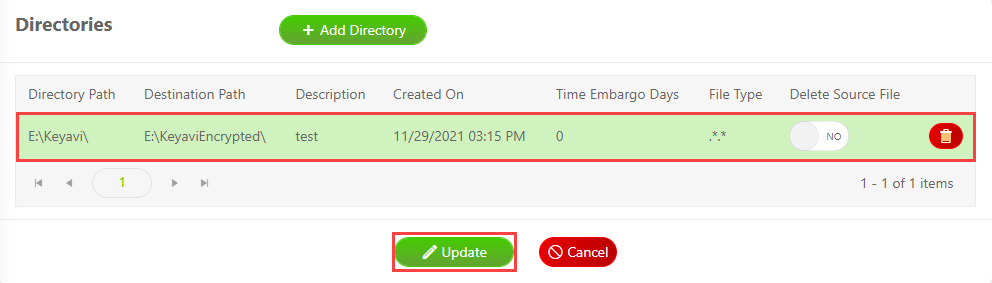 Directories
Add Directory
Directory Path Destination Path Description Created On Time Embargo Days File Type Delete Source File
E:\Keyavi\ E:\KeyaviEncrypted\ test 11/29/2021 03:15 PM 0 .*.* NO
1 1 - 1 of 1 items
Update Cancel